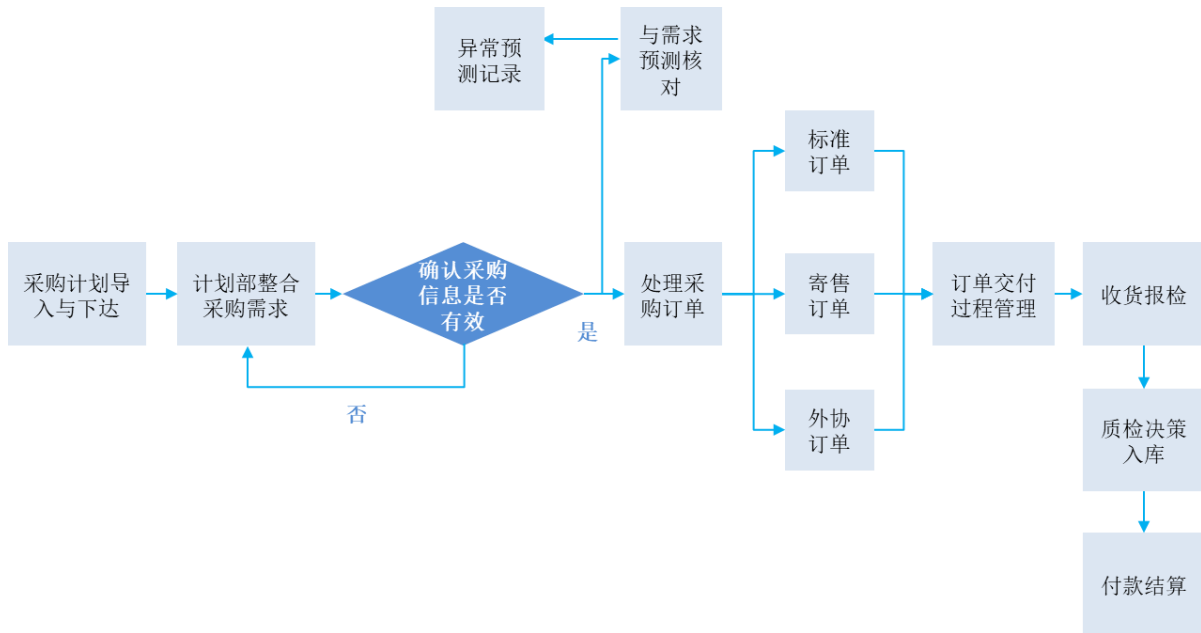 异常预
测记录
与需求
预测核
对
标准
订单
采购计划导
入与下达
计划部整合
采购需求
确认采购
信息是否
有效
是
否
处理采
购订单
寄售
订单
外协
订单
订单交付
过程管理
收货报检
质检决策
入库
付款结算